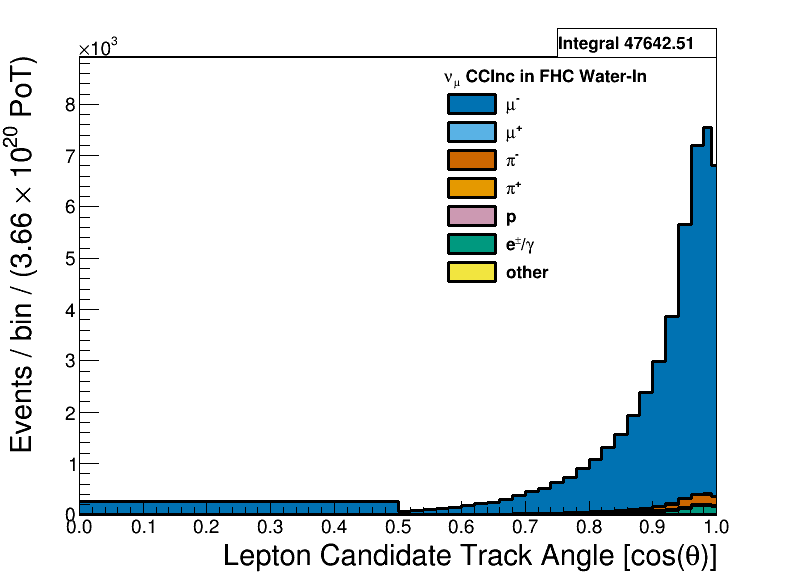 ×10³
Integral 47642.51
ν_μ CCInc in FHC Water-In
μ⁻
μ⁺
π⁻
π⁺
p
e±/γ
other
Events / bin / (3.66 × 10²⁰ PoT)
8
7
6
5
4
3
2
1
0
0.0 0.1 0.2 0.3 0.4 0.5 0.6 0.7 0.8 0.9 1.0
Lepton Candidate Track Angle [cos(θ)]